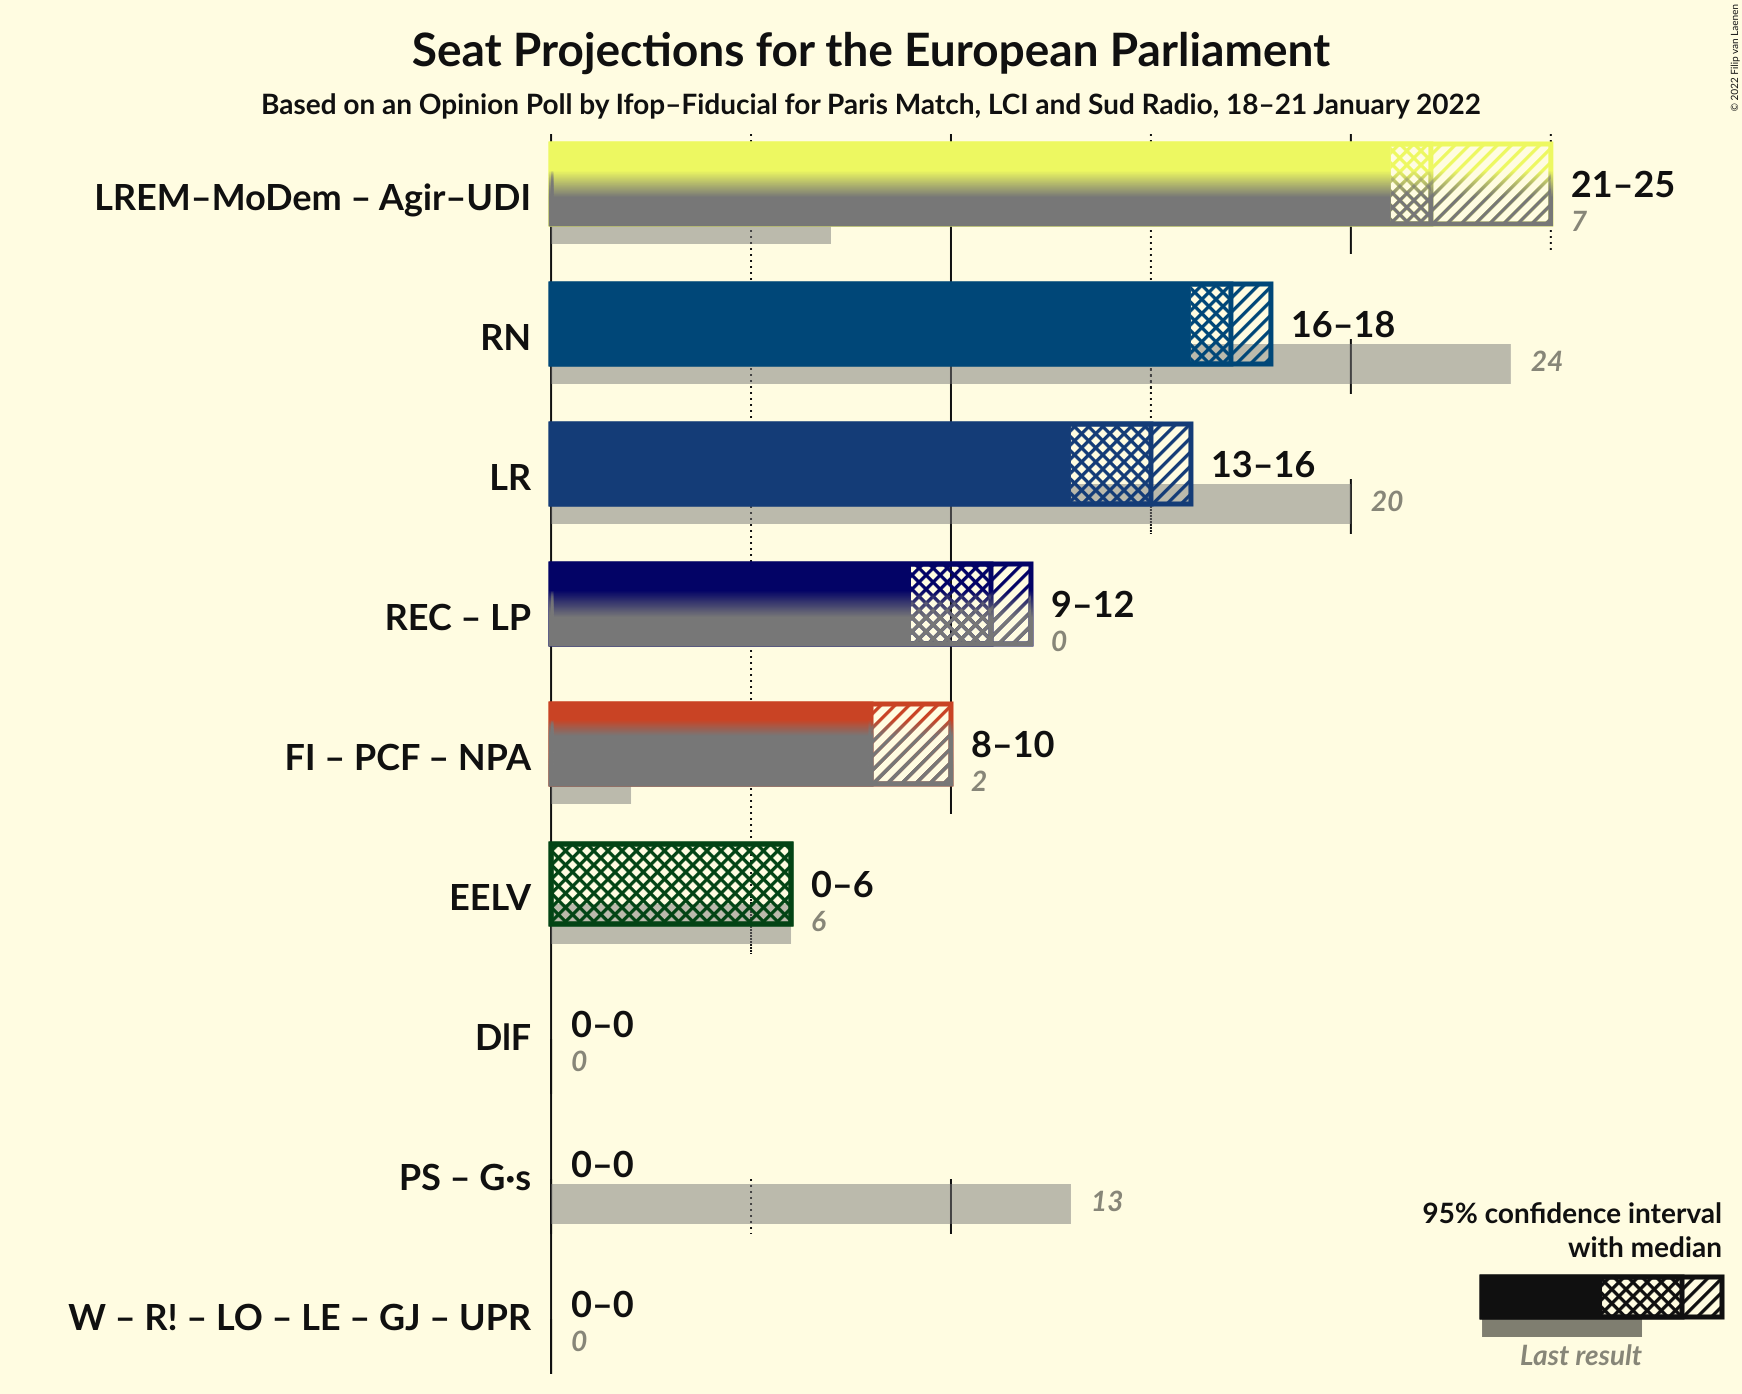 Seat Projections for the European Parliament
Based on an Opinion Poll by Ifop–Fiducial for Paris Match, LCI and Sud Radio, 18–21 January 2022
© 2022 Filip van Laenen
LREM–MoDem – Agir–UDI
21–25
7
RN
16–18
24
LR
13–16
20
REC – LP
9–12
0
FI – PCF – NPA
8–10
2
EELV
0–6
6
DlF
0–0
0
PS – G·s
0–0
13
W – R! – LO – LE – GJ – UPR
0–0
0
95% confidence interval
with median
Last result